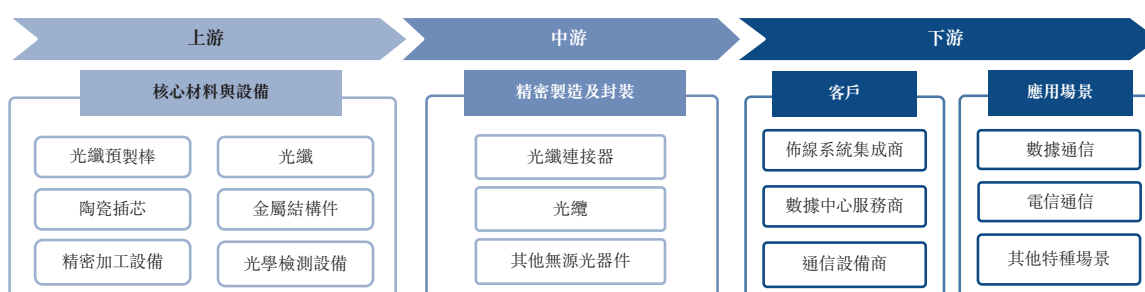 上游
中游
下游
核心材料與設備
精密製造及封裝
客戶
應用場景
光纖預製棒
光纖
陶瓷插芯
金屬結構件
精密加工設備
光學檢測設備
光纖連接器
光纜
其他無源光器件
佈線系統集成商
數據中心服務商
通信設備商
數據通信
電信通信
其他特種場景